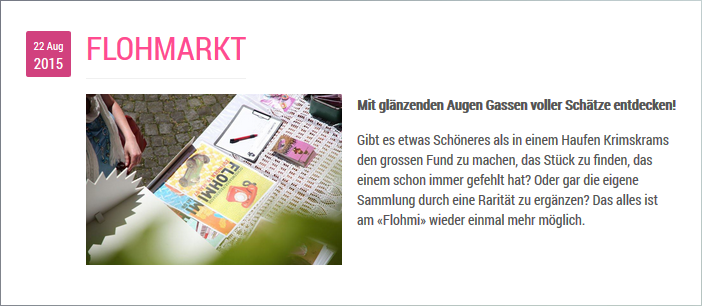 22 Aug
2015
FLOHMARKT
FLOHMI MI
Mit glänzenden Augen Gassen voller Schätze entdecken!
Gibt es etwas Schöneres als in einem Haufen Krimskrams
den grossen Fund zu machen, das Stück zu finden, das
einem schon immer gefehlt hat? Oder gar die eigene
Sammlung durch eine Rarität zu ergänzen? Das alles ist
am «Flohmi» wieder einmal mehr möglich.